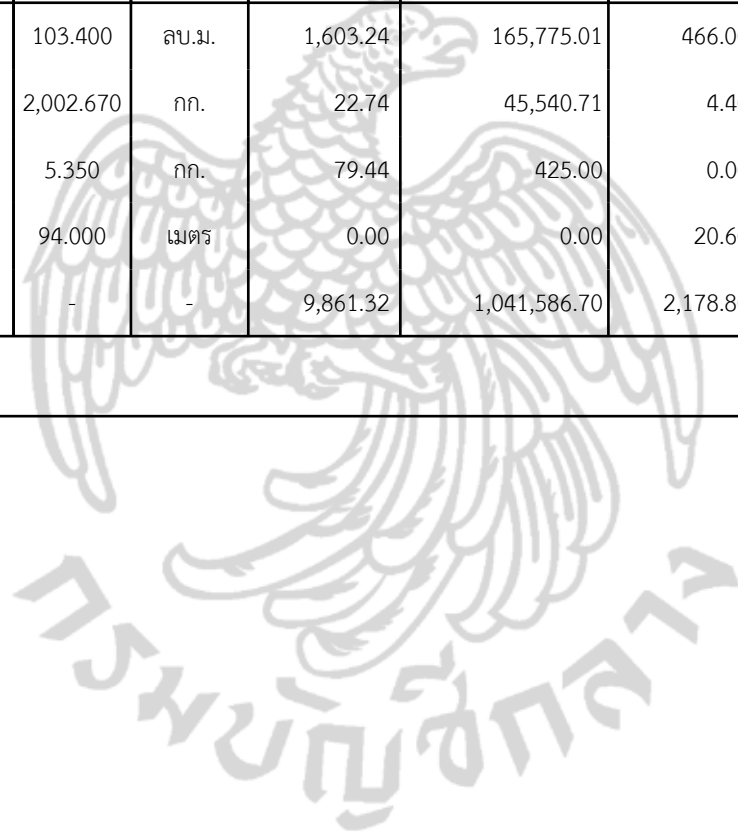 103.400 ลบ.ม. 1,603.24 165,775.01 466.0
2,002.670 กก. 22.74 45,540.71 4.4
5.350 กก. 79.44 425.00 0.0
94.000 เมตร 0.00 0.00 20.6
- - 9,861.32 1,041,586.70 2,178.8
กรมบัญชีกลาง